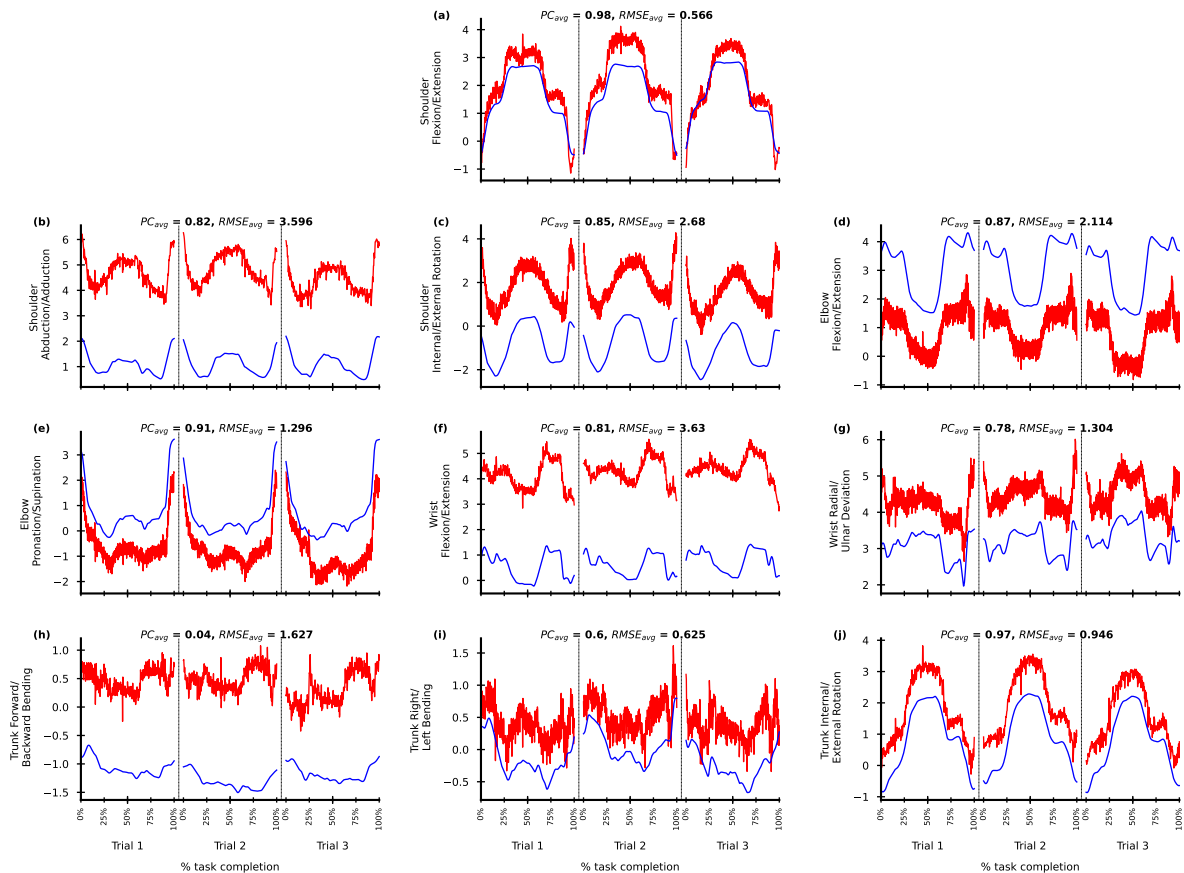 (a) PCavg = 0.98, RMSEavg = 0.566
Shoulder
Flexion/Extension
4
3
2
1
0
−1
(b) PCavg = 0.82, RMSEavg = 3.596
Shoulder
Abduction/Adduction
6
5
4
3
2
1
(c) PCavg = 0.85, RMSEavg = 2.68
Shoulder
Internal/External Rotation
4
2
0
−2
(d) PCavg = 0.87, RMSEavg = 2.114
Elbow
Flexion/Extension
4
3
2
1
0
−1
(e) PCavg = 0.91, RMSEavg = 1.296
Elbow
Pronation/Supination
3
2
1
0
−1
−2
(f) PCavg = 0.81, RMSEavg = 3.63
Wrist
Flexion/Extension
5
4
3
2
1
0
(g) PCavg = 0.78, RMSEavg = 1.304
Wrist Radial/
Ulnar Deviation
6
5
4
3
2
(h) PCavg = 0.04, RMSEavg = 1.627
Trunk Forward/
Backward Bending
1.0
0.5
0.0
−0.5
−1.0
−1.5
0% 25% 50% 75% 100% 0% 25% 50% 75% 100% 0% 25% 50% 75% 100%
Trial 1 Trial 2 Trial 3
% task completion
(i) PCavg = 0.6, RMSEavg = 0.625
Trunk Right/
Left Bending
1.5
1.0
0.5
0.0
−0.5
0% 25% 50% 75% 100% 0% 25% 50% 75% 100% 0% 25% 50% 75% 100%
Trial 1 Trial 2 Trial 3
% task completion
(j) PCavg = 0.97, RMSEavg = 0.946
Trunk Internal/
External Rotation
4
3
2
1
0
−1
0% 25% 50% 75% 100% 0% 25% 50% 75% 100% 0% 25% 50% 75% 100%
Trial 1 Trial 2 Trial 3
% task completion